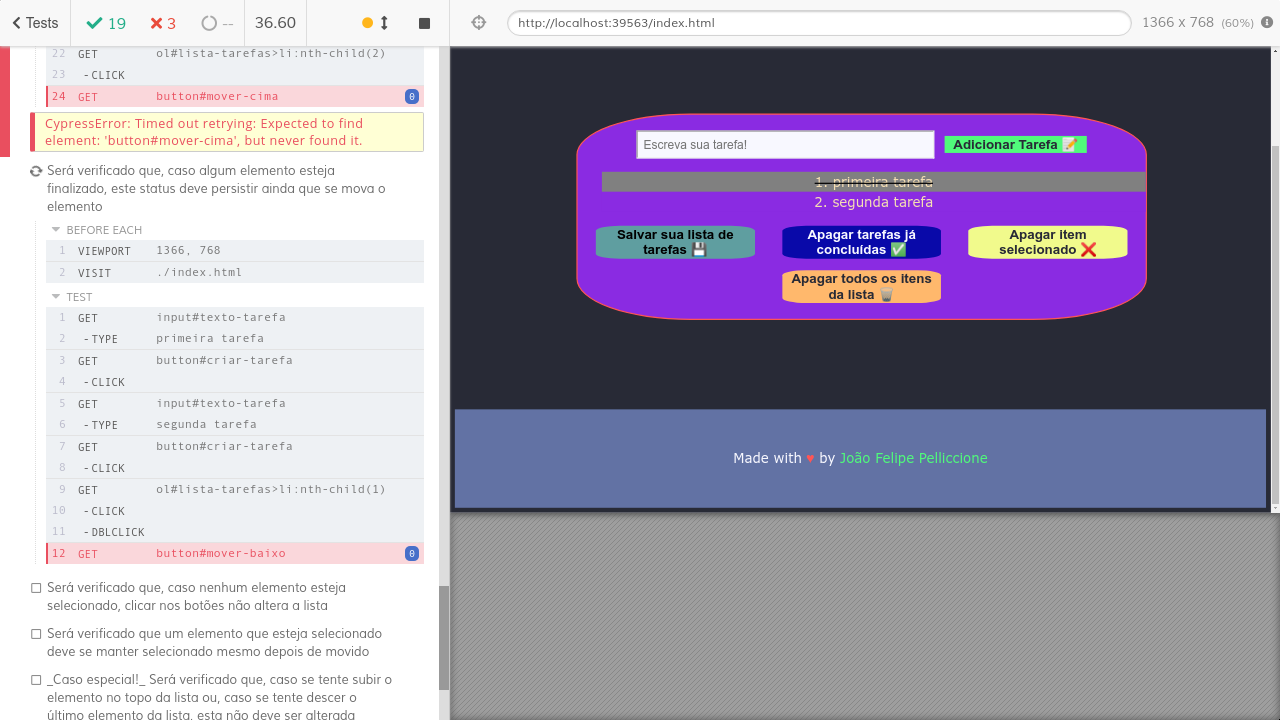 Tests 19 3 -- 36.60
22 GET ol#lista-tarefas>li:nth-child(2)
23 -CLICK
24 GET button#mover-cima 0
CypressError: Timed out retrying: Expected to find
element: 'button#mover-cima', but never found it.
Será verificado que, caso algum elemento esteja
finalizado, este status deve persistir ainda que se mova o
elemento
BEFORE EACH
1 VIEWPORT 1366, 768
2 VISIT ./index.html
TEST
1 GET input#texto-tarefa
2 -TYPE primeira tarefa
3 GET button#criar-tarefa
4 -CLICK
5 GET input#texto-tarefa
6 -TYPE segunda tarefa
7 GET button#criar-tarefa
8 -CLICK
9 GET ol#lista-tarefas>li:nth-child(1)
10 -CLICK
11 -DBLCLICK
12 GET button#mover-baixo 0
Será verificado que, caso nenhum elemento esteja
selecionado, clicar nos botões não altera a lista
Será verificado que um elemento que esteja selecionado
deve se manter selecionado mesmo depois de movido
_Caso especial!_ Será verificado que, caso se tente subir o
elemento no topo da lista ou, caso se tente descer o
último elemento da lista, esta não deve ser alterada
http://localhost:39563/index.html 1366 x 768 (60%)
Escreva sua tarefa! Adicionar Tarefa 📝
1. primeira tarefa
2. segunda tarefa
Salvar sua lista de
tarefas 💾
Apagar tarefas já
concluídas ✅
Apagar item
selecionado ❌
Apagar todos os itens
da lista 🗑️
Made with ♥ by João Felipe Pelliccione